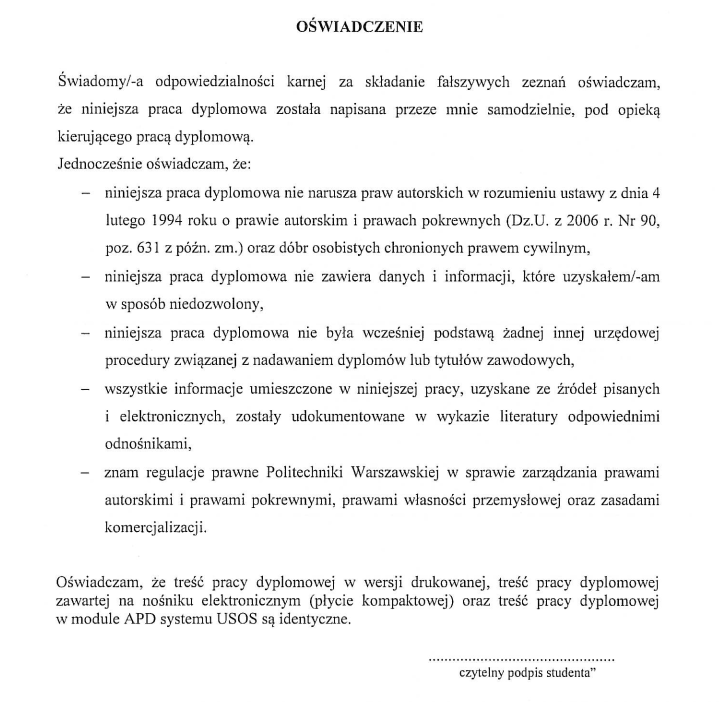 OŚWIADCZENIE
Świadomy/-a odpowiedzialności karnej za składanie fałszywych zeznań oświadczam,
że niniejsza praca dyplomowa została napisana przeze mnie samodzielnie, pod opieką
kierującego pracą dyplomową.
Jednocześnie oświadczam, że:
– niniejsza praca dyplomowa nie narusza praw autorskich w rozumieniu ustawy z dnia 4
lutego 1994 roku o prawie autorskim i prawach pokrewnych (Dz.U. z 2006 r. Nr 90,
poz. 631 z późn. zm.) oraz dóbr osobistych chronionych prawem cywilnym,
– niniejsza praca dyplomowa nie zawiera danych i informacji, które uzyskałem/-am
w sposób niedozwolony,
– niniejsza praca dyplomowa nie była wcześniej podstawą żadnej innej urzędowej
procedury związanej z nadawaniem dyplomów lub tytułów zawodowych,
– wszystkie informacje umieszczone w niniejszej pracy, uzyskane ze źródeł pisanych
i elektronicznych, zostały udokumentowane w wykazie literatury odpowiednimi
odnośnikami,
– znam regulacje prawne Politechniki Warszawskiej w sprawie zarządzania prawami
autorskimi i prawami pokrewnymi, prawami własności przemysłowej oraz zasadami
komercjalizacji.
Oświadczam, że treść pracy dyplomowej w wersji drukowanej, treść pracy dyplomowej
zawartej na nośniku elektronicznym (płycie kompaktowej) oraz treść pracy dyplomowej
w module APD systemu USOS są identyczne.
...............................................
czytelny podpis studenta”